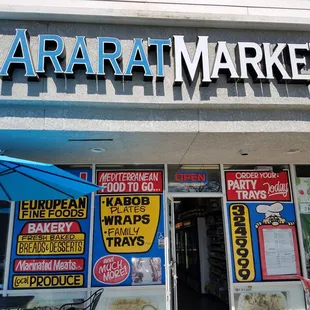 ARARAT MARKET
EUROPEAN
FINE FOODS
BAKERY
FRESH BAKED
BREADS & DESSERTS
Marinated Meats
LOCAL PRODUCE
MEDITERRANEAN
FOOD TO GO...
KABOB
PLATES
WRAPS
FAMILY
TRAYS
MUCH
MORE!
OPEN
ORDER YOUR
PARTY Today
TRAYS